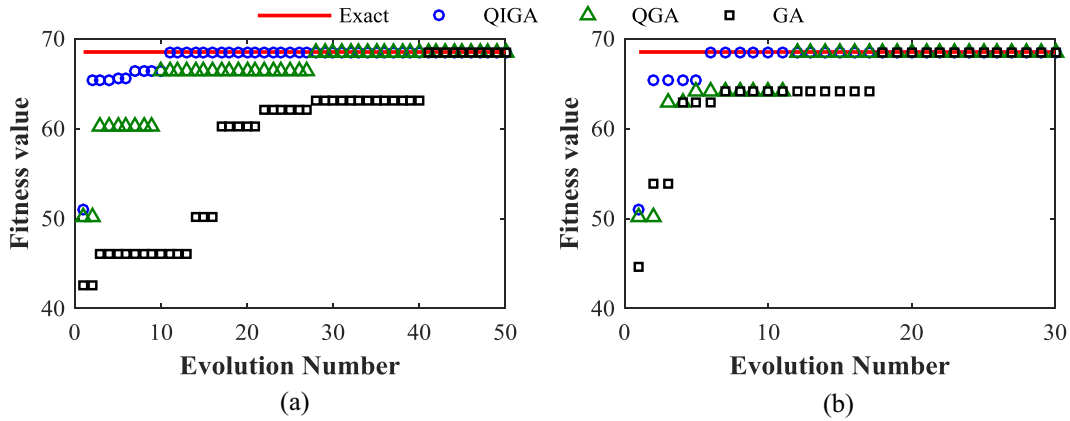 Exact QIGA QGA GA
70
60
50
40
0 10 20 30 40 50
Fitness value
Evolution Number
(a)
70
60
50
40
0 10 20 30
Fitness value
Evolution Number
(b)